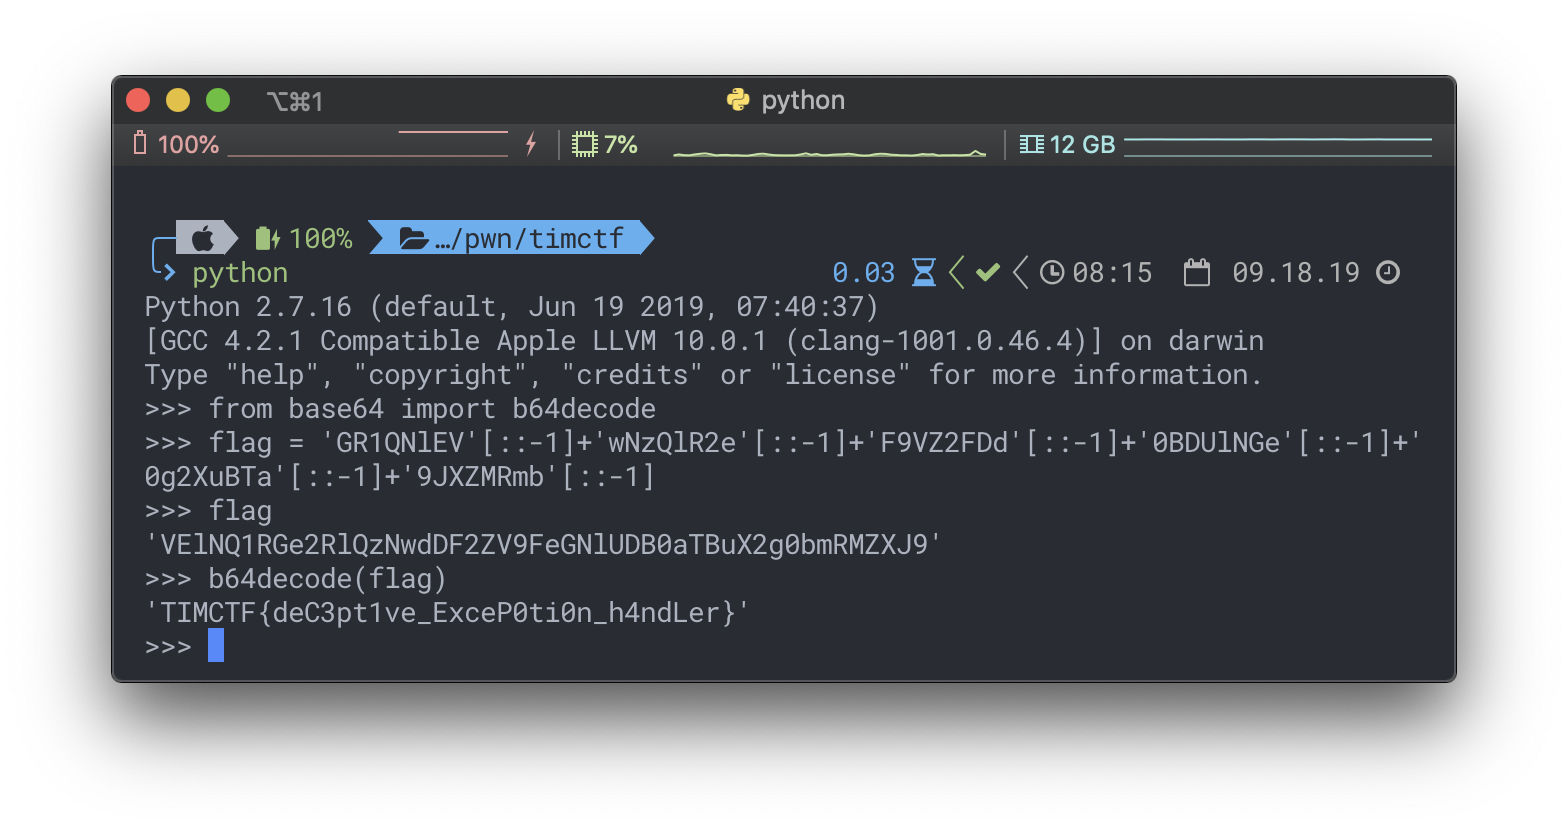 ⌥⌘1 python
100% 7% 12 GB
100% …/pwn/timctf
python 0.03 08:15 09.18.19
Python 2.7.16 (default, Jun 19 2019, 07:40:37)
[GCC 4.2.1 Compatible Apple LLVM 10.0.1 (clang-1001.0.46.4)] on darwin
Type "help", "copyright", "credits" or "license" for more information.
>>> from base64 import b64decode
>>> flag = 'GR1QNlEV'[::-1]+'wNzQlR2e'[::-1]+'F9VZ2FDd'[::-1]+'0BDUlNGe'[::-1]+'
0g2XuBTa'[::-1]+'9JXZMRmb'[::-1]
>>> flag
'VElNQ1RGe2RlQzNwdDF2ZV9FeGNlUDB0aTBuX2g0bmRMZXJ9'
>>> b64decode(flag)
'TIMCTF{deC3pt1ve_ExceP0ti0n_h4ndLer}'
>>>